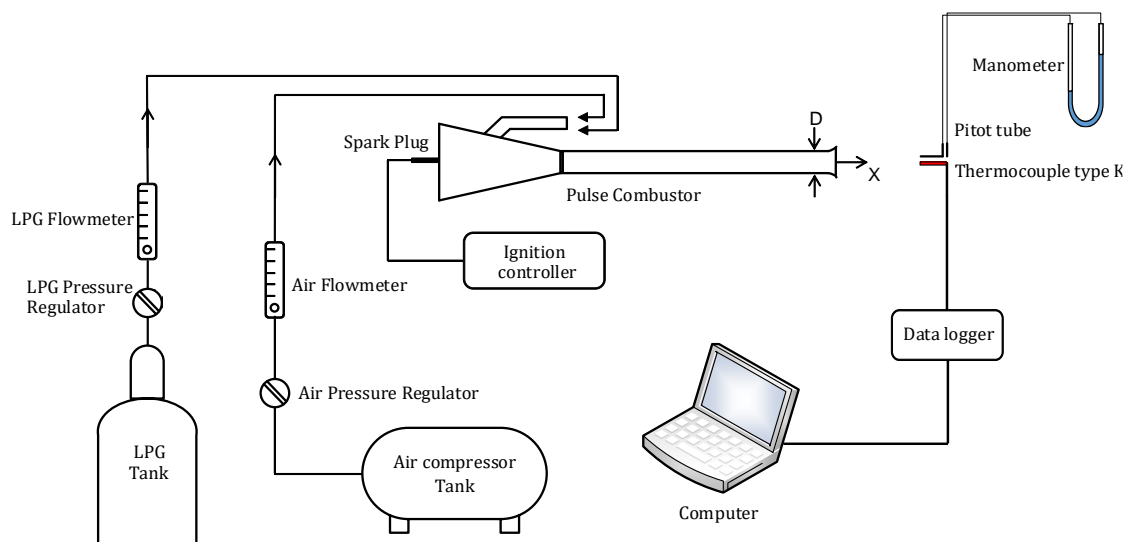 D
Manometer
Spark Plug
Pitot tube
X
Thermocouple type K
Pulse Combustor
LPG Flowmeter
Ignition
controller
LPG Pressure
Regulator
Air Flowmeter
Data logger
Air Pressure Regulator
LPG
Tank
Air compressor
Tank
Computer